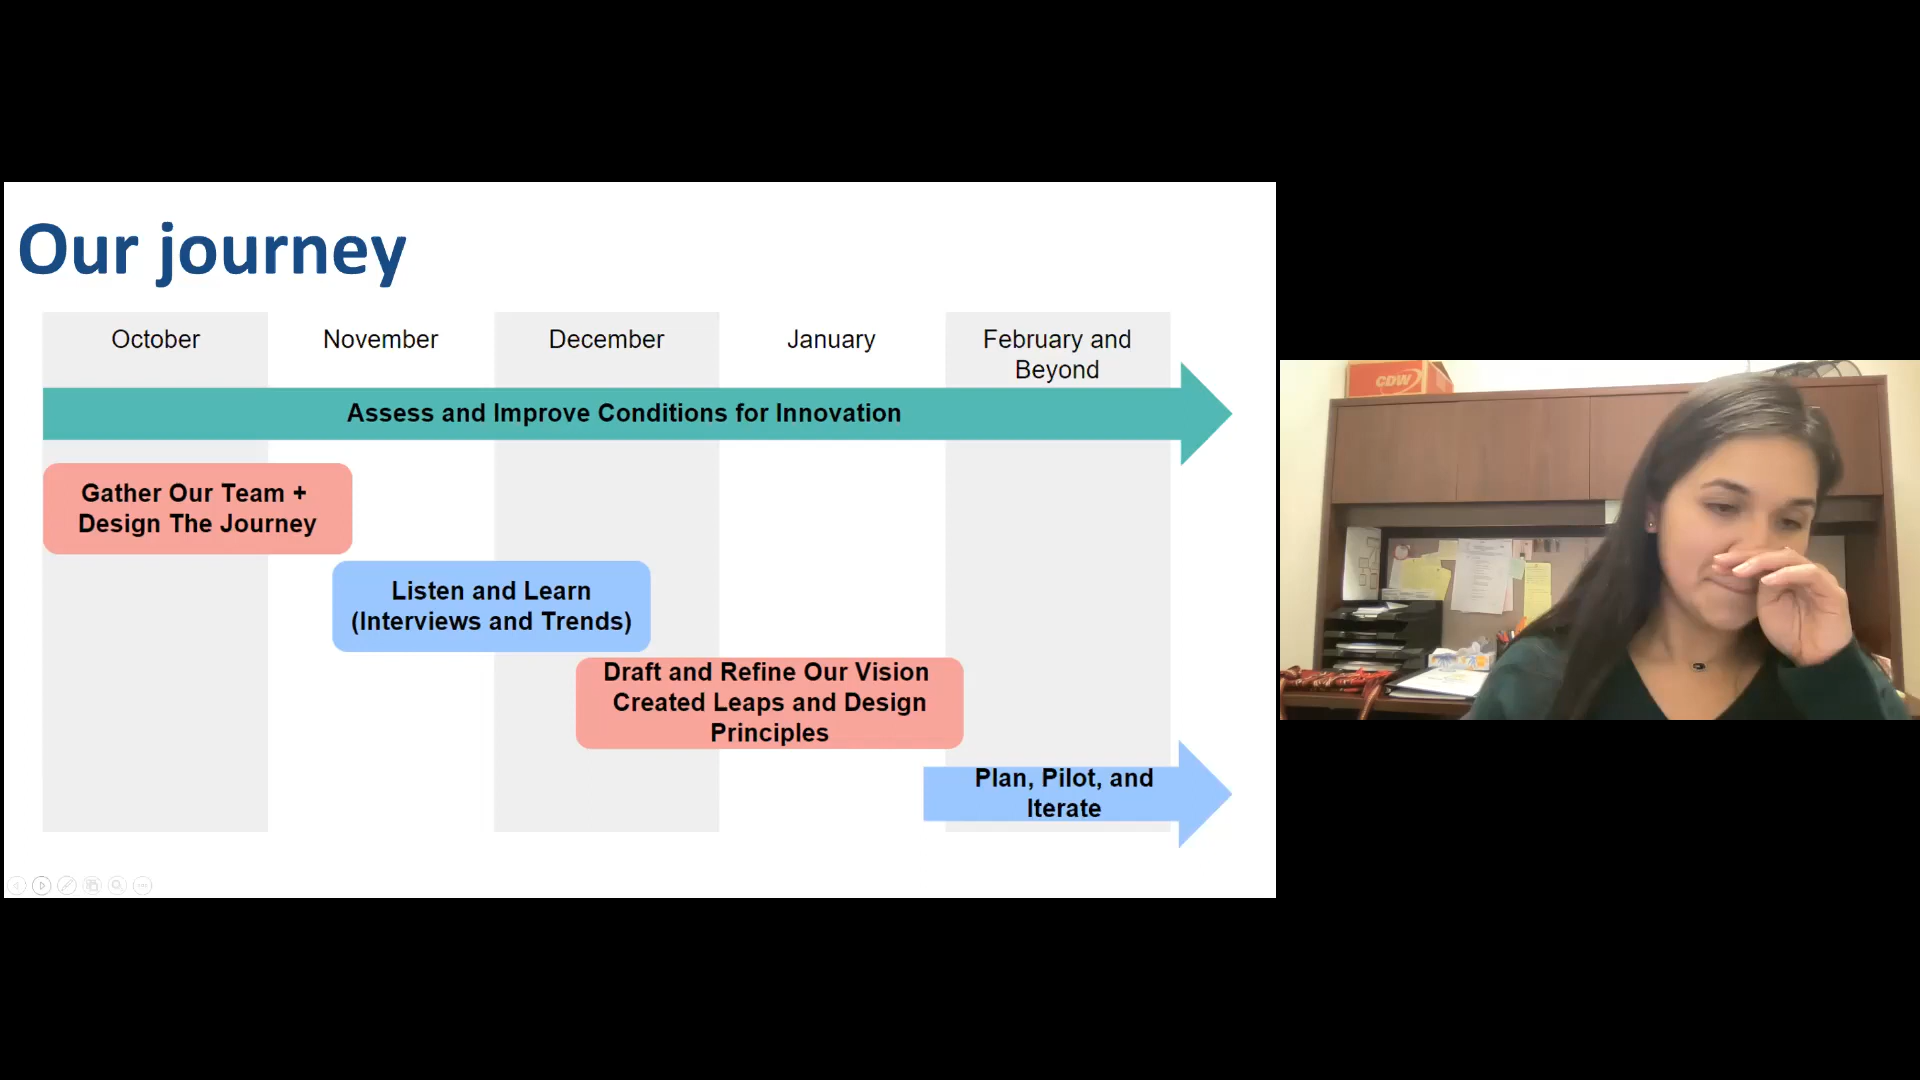 Our journey
October
November
December
January
February and
Beyond
Assess and Improve Conditions for Innovation
Gather Our Team +
Design The Journey
Listen and Learn
(Interviews and Trends)
Draft and Refine Our Vision
Created Leaps and Design
Principles
Plan, Pilot, and
Iterate
CDW